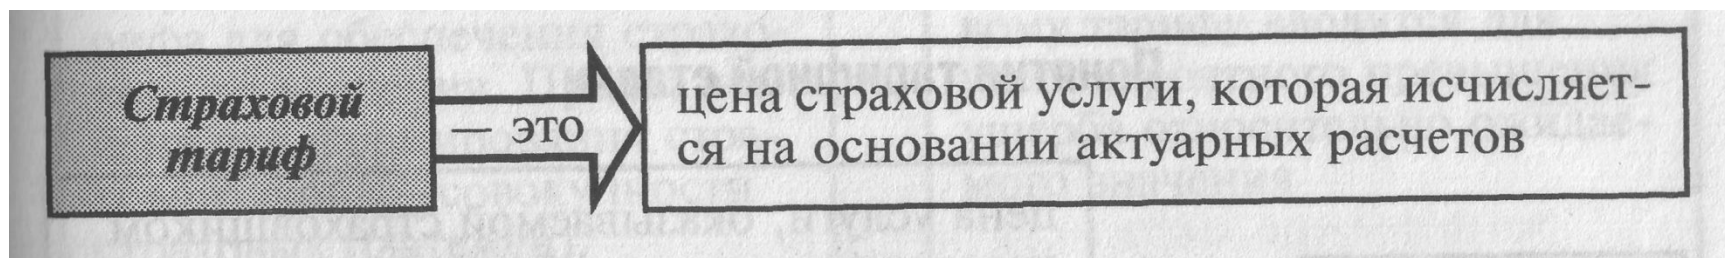 Страховой
тариф
— это
цена страховой услуги, которая исчисляет-
ся на основании актуарных расчетов